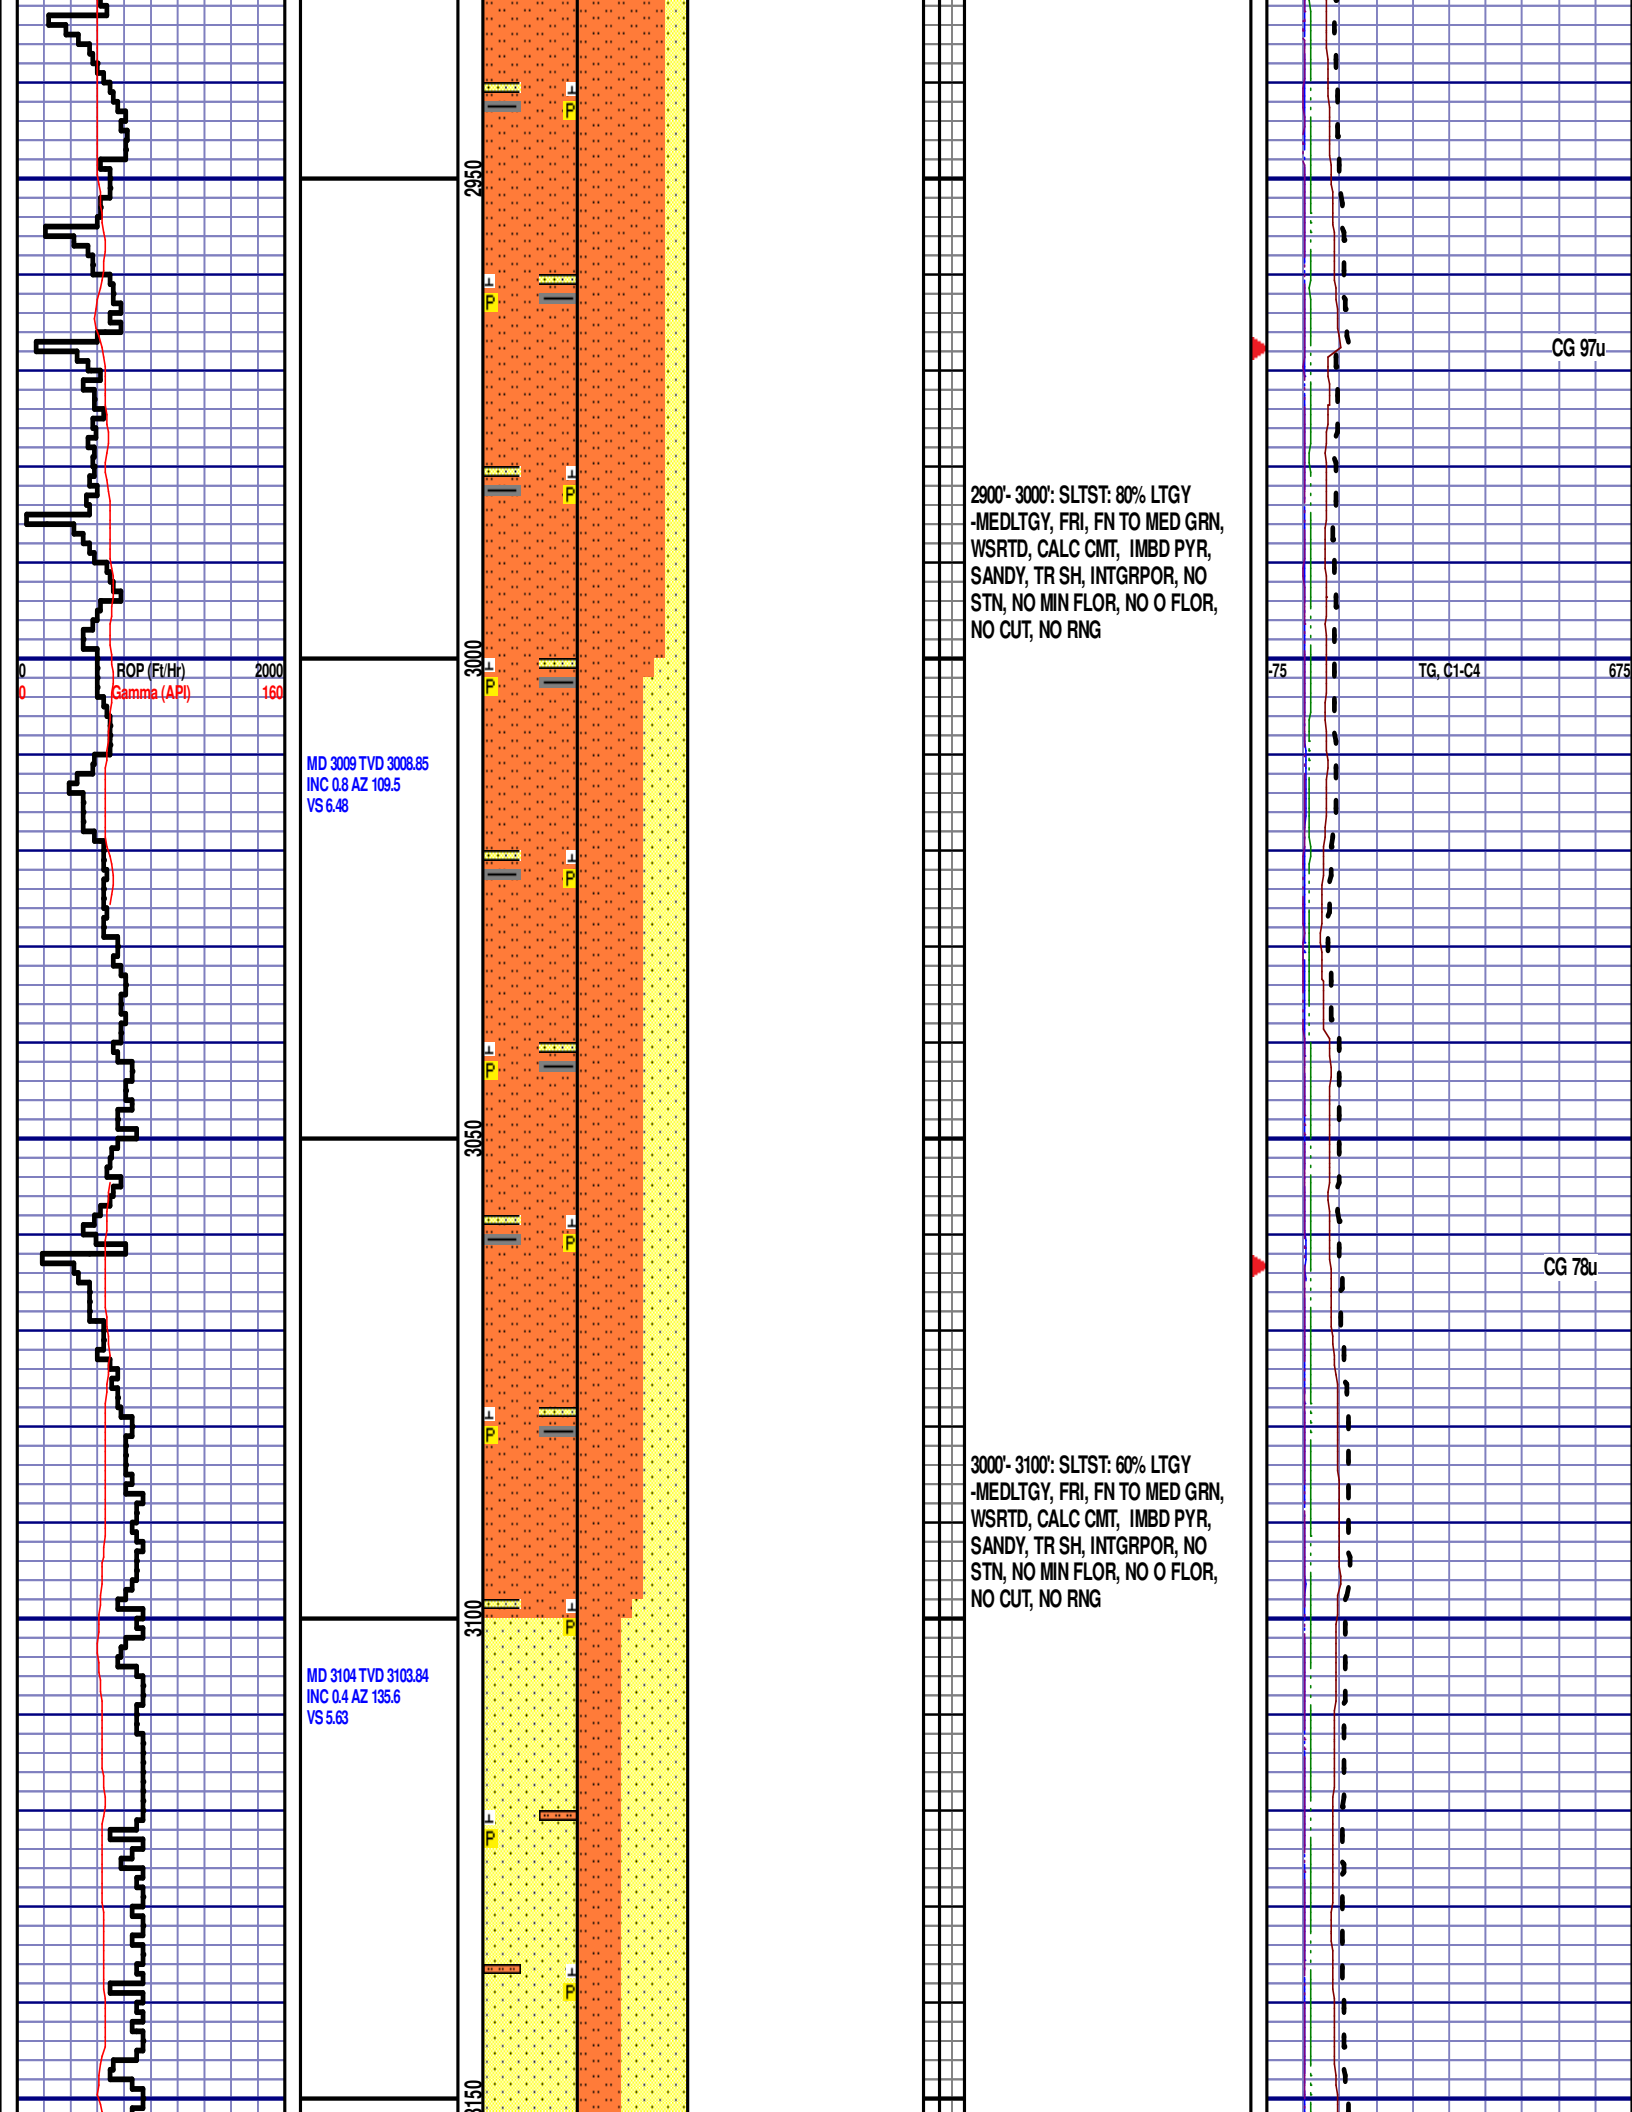 2950
CG 97u
2900'- 3000': SLTST: 80% LTGY
-MEDLTGY, FRI, FN TO MED GRN,
WSRTD, CALC CMT, IMBD PYR,
SANDY, TR SH, INTGRPOR, NO
STN, NO MIN FLOR, NO O FLOR,
NO CUT, NO RNG
3000
0 ROP (Ft/Hr) 2000
0 Gamma (API) 160
-75 TG, C1-C4 675
MD 3009 TVD 3008.85
INC 0.8 AZ 109.5
VS 6.48
3050
CG 78u
3000'- 3100': SLTST: 60% LTGY
-MEDLTGY, FRI, FN TO MED GRN,
WSRTD, CALC CMT, IMBD PYR,
SANDY, TR SH, INTGRPOR, NO
STN, NO MIN FLOR, NO O FLOR,
NO CUT, NO RNG
3100
MD 3104 TVD 3103.84
INC 0.4 AZ 135.6
VS 5.63
3150
P
P
P
P
P
P
P
P
P
P
P